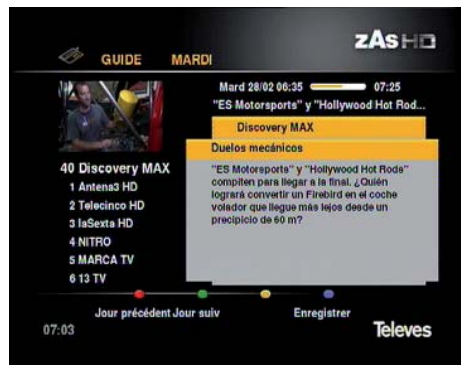 zAs HD
GUIDE MARDI
Mard 28/02 06:35 07:25
"ES Motorsports" y "Hollywood Hot Rod...
Discovery MAX
Duelos mecánicos
"ES Motorsports" y "Hollywood Hot Rods"
compiten para llegar a la final. ¿Quién
logrará convertir un Firebird en el coche
volador que llegue más lejos desde un
precipicio de 60 m?
40 Discovery MAX
1 Antena3 HD
2 Telecinco HD
3 laSexta HD
4 NITRO
5 MARCA TV
6 13 TV
Jour précédent Jour suiv Enregistrer
07:03 Televes